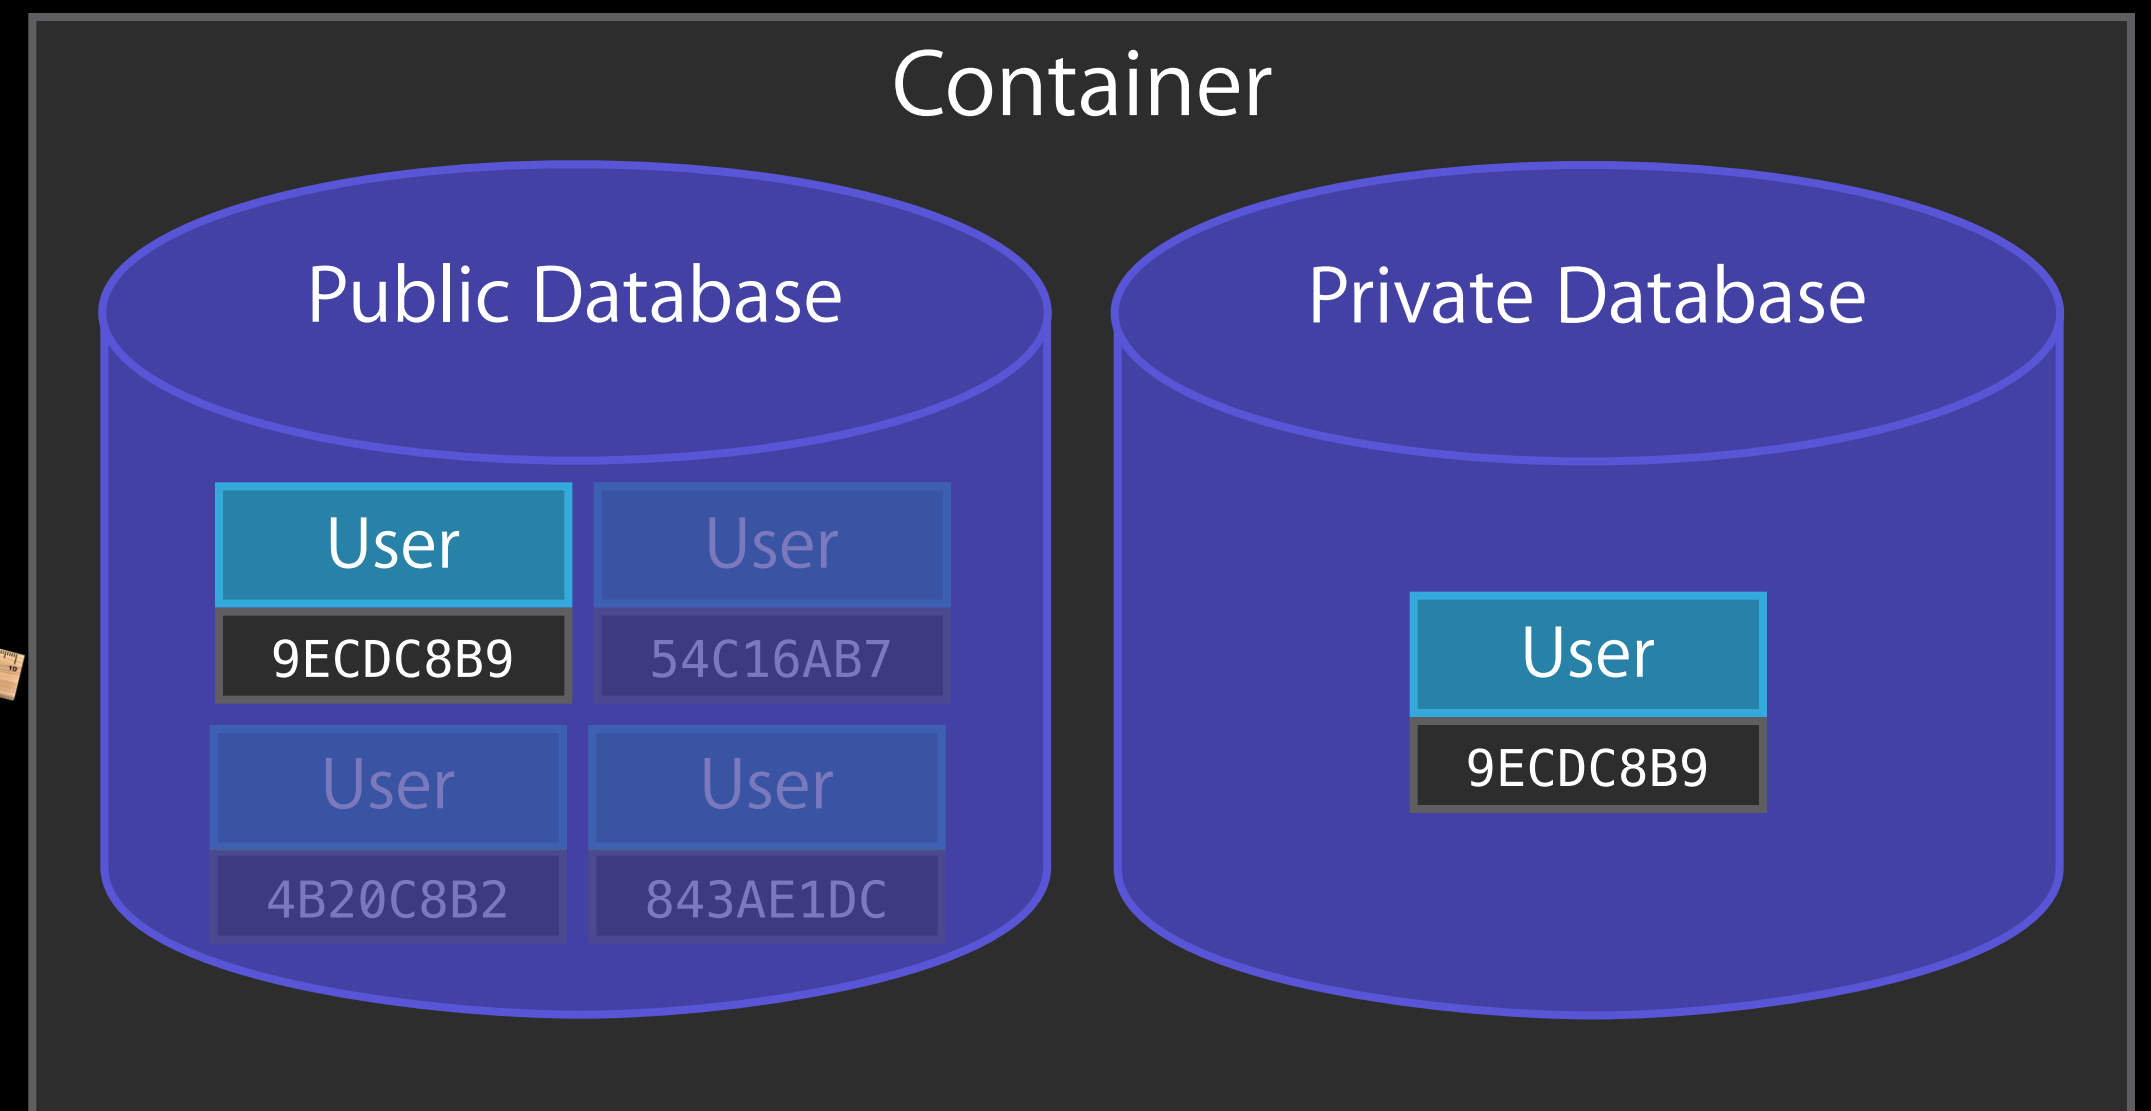 Container
Public Database
Private Database
User
User
9ECDC8B9
54C16AB7
User
User
4B20C8B2
843AE1DC
User
9ECDC8B9